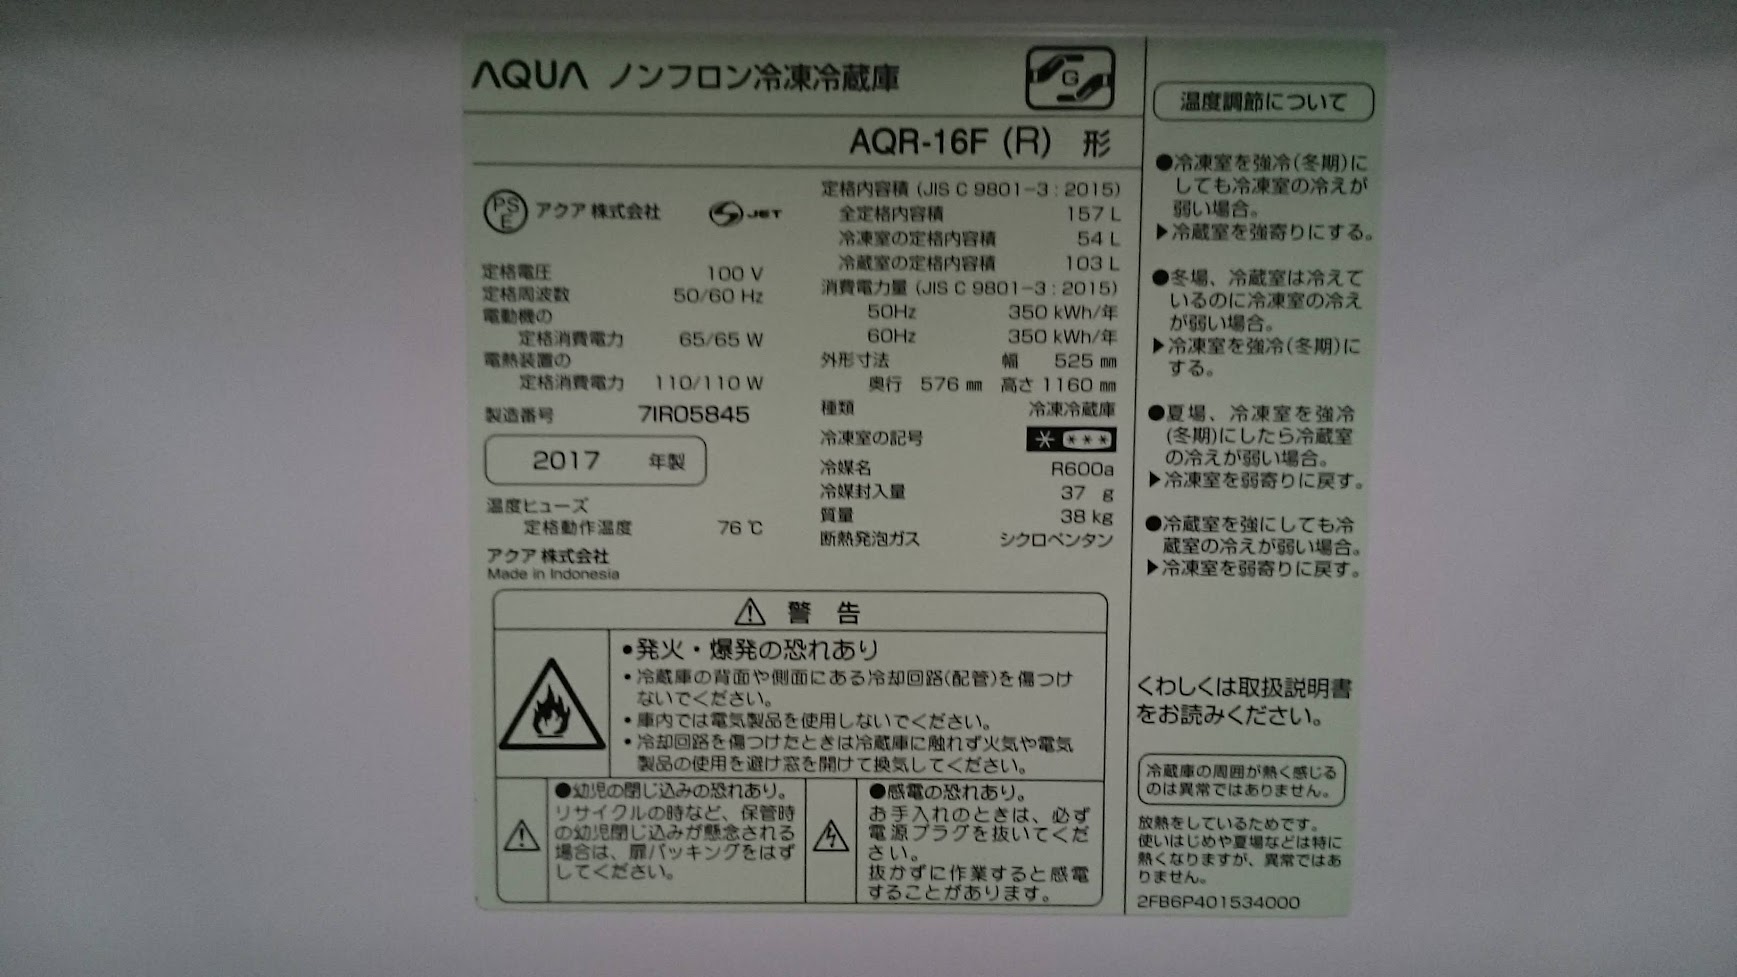 AQUA ノンフロン冷凍冷蔵庫
G
AQR-16F (R) 形
PSE アクア 株式会社
JET
定格電圧 100 V
定格周波数 50/60 Hz
電動機の
定格消費電力 65/65 W
電熱装置の
定格消費電力 110/110 W
製造番号 7IR05845
2017 年製
温度ヒューズ
定格動作温度 76 ℃
アクア 株式会社
Made in Indonesia
定格内容積 (JIS C 9801-3 : 2015)
全定格内容積 157 L
冷凍室の定格内容積 54 L
冷蔵室の定格内容積 103 L
消費電力量 (JIS C 9801-3 : 2015)
50Hz 350 kWh/年
60Hz 350 kWh/年
外形寸法 幅 525 ㎜
奥行 576 ㎜ 高さ 1160 ㎜
種類 冷凍冷蔵庫
冷凍室の記号 * ***
冷媒名 R600a
冷媒封入量 37 g
質量 38 kg
断熱発泡ガス シクロペンタン
⚠ 警 告
•発火・爆発の恐れあり
•冷蔵庫の背面や側面にある冷却回路(配管)を傷つけ
ないでください。
•庫内では電気製品を使用しないでください。
•冷却回路を傷つけたときは冷蔵庫に触れず火気や電気
製品の使用を避け窓を開けて換気してください。
●幼児の閉じ込みの恐れあり。
リサイクルの時など、保管時
の幼児閉じ込みが懸念される
場合は、扉パッキングをはず
してください。
●感電の恐れあり。
お手入れのときは、必ず
電源プラグを抜いてくだ
さい。
抜かずに作業すると感電
することがあります。
温度調節について
●冷凍室を強冷(冬期)に
しても冷凍室の冷えが
弱い場合。
▶冷蔵室を強寄りにする。
●冬場、冷蔵室は冷えて
いるのに冷凍室の冷え
が弱い場合。
▶冷凍室を強冷(冬期)に
する。
●夏場、冷凍室を強冷
(冬期)にしたら冷蔵室
の冷えが弱い場合。
▶冷凍室を弱寄りに戻す。
●冷蔵室を強にしても冷
蔵室の冷えが弱い場合。
▶冷凍室を弱寄りに戻す。
くわしくは取扱説明書
をお読みください。
冷蔵庫の周囲が熱く感じる
のは異常ではありません。
放熱をしているためです。
使いはじめや夏場などは特に
熱くなりますが、異常ではあ
りません。
2FB6P401534000